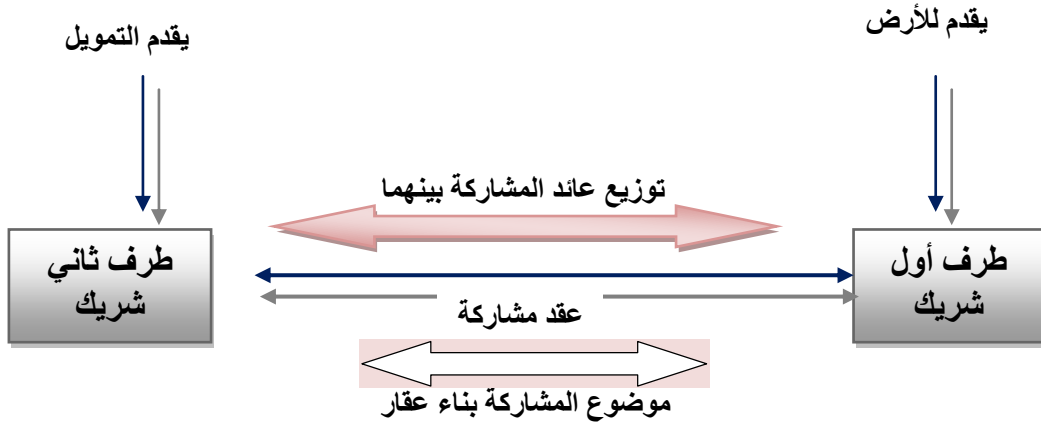 يقدم للأرض
يقدم التمويل
توزيع عائد المشاركة بينهما
طرف أول
شريك
طرف ثاني
شريك
عقد مشاركة
موضوع المشاركة بناء عقار